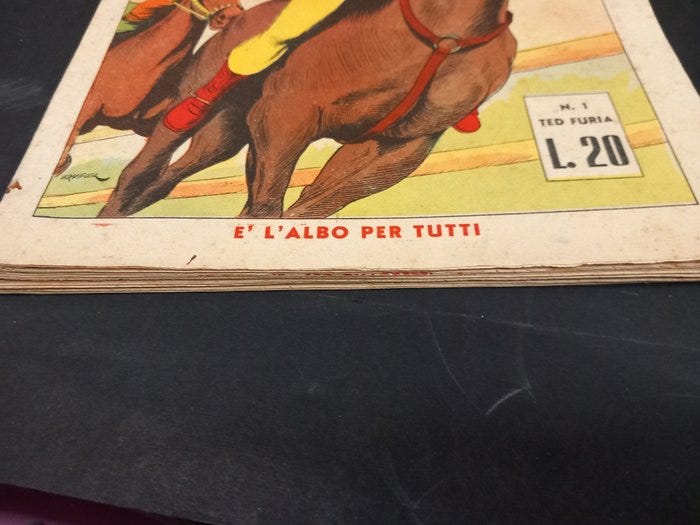 N. 1
TED FURIA
L. 20
E' L'ALBO PER TUTTI